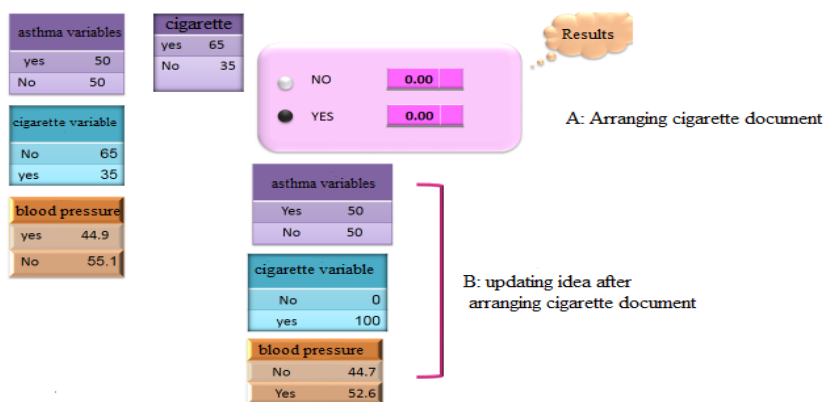 asthma variables
yes 50
No 50
cigarette
yes 65
No 35
Results
NO 0.00
YES 0.00
A: Arranging cigarette document
cigarette variable
No 65
yes 35
blood pressure
yes 44.9
No 55.1
asthma variables
Yes 50
No 50
cigarette variable
No 0
yes 100
blood pressure
No 44.7
Yes 52.6
B: updating idea after
arranging cigarette document